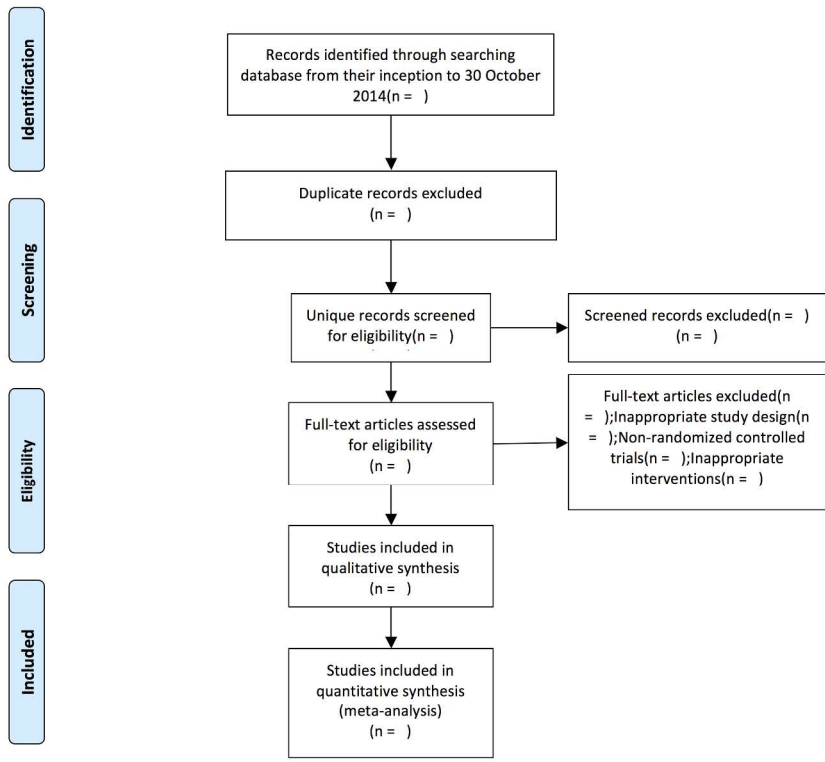 Identification
Records identified through searching
database from their inception to 30 October
2014(n =   )
Duplicate records excluded
(n =   )
Screening
Unique records screened
for eligibility(n =   )
Screened records excluded(n =   )
(n =   )
Eligibility
Full-text articles assessed
for eligibility
(n =   )
Full-text articles excluded(n
=   );Inappropriate study design(n
=   );Non-randomized controlled
trials(n =   );Inappropriate
interventions(n =   )
Studies included in
qualitative synthesis
(n =   )
Included
Studies included in
quantitative synthesis
(meta-analysis)
(n =   )